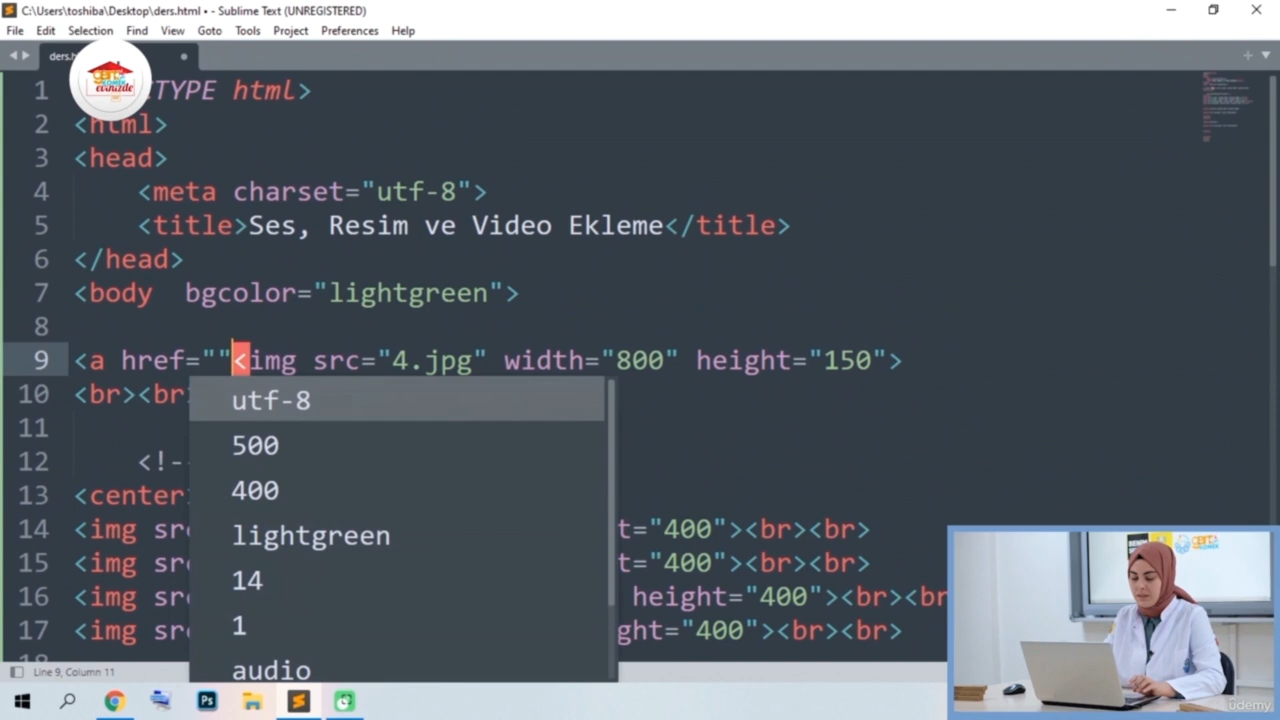 C:\Users\toshiba\Desktop\ders.html • - Sublime Text (UNREGISTERED)
File Edit Selection Find View Goto Tools Project Preferences Help
ders.h
1 TYPE html>
2 <html>
3 <head>
4 <meta charset="utf-8">
5 <title>Ses, Resim ve Video Ekleme</title>
6 </head>
7 <body bgcolor="lightgreen">
8
9 <a href=""<img src="4.jpg" width="800" height="150">
10 <br><br
11
12 <!-
13 <center
14 <img src t="400"><br><br>
15 <img src t="400"><br><br>
16 <img src height="400"><br><br
17 <img src ght="400"><br><br>
utf-8
500
400
lightgreen
14
1
audio
Line 9, Column 11
evinizde
Ps
udemy